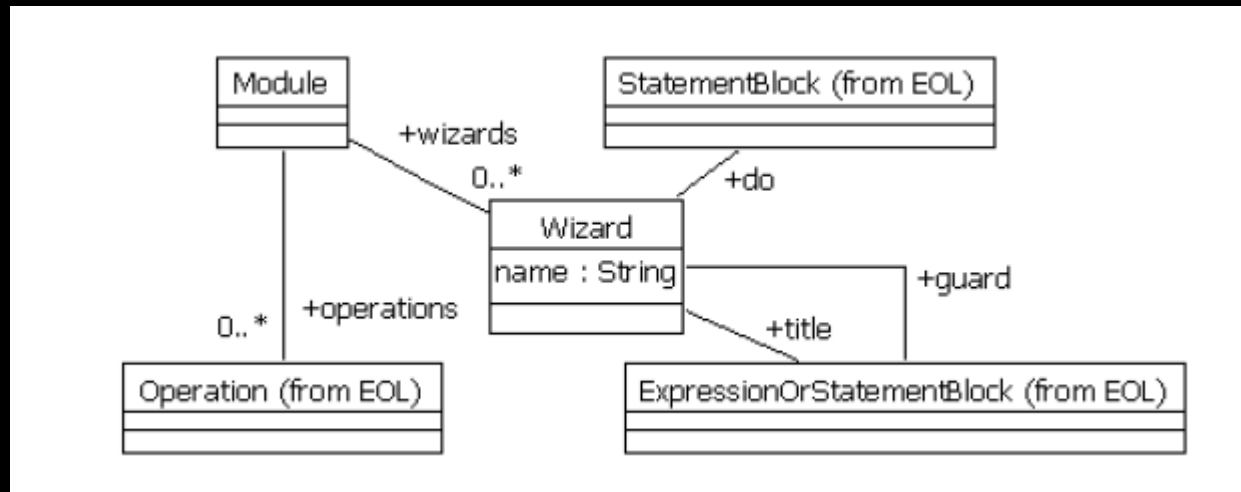 Module
StatementBlock (from EOL)
+wizards
0..*
+do
Wizard
name : String
+guard
+operations
0..*
+title
Operation (from EOL)
ExpressionOrStatementBlock (from EOL)